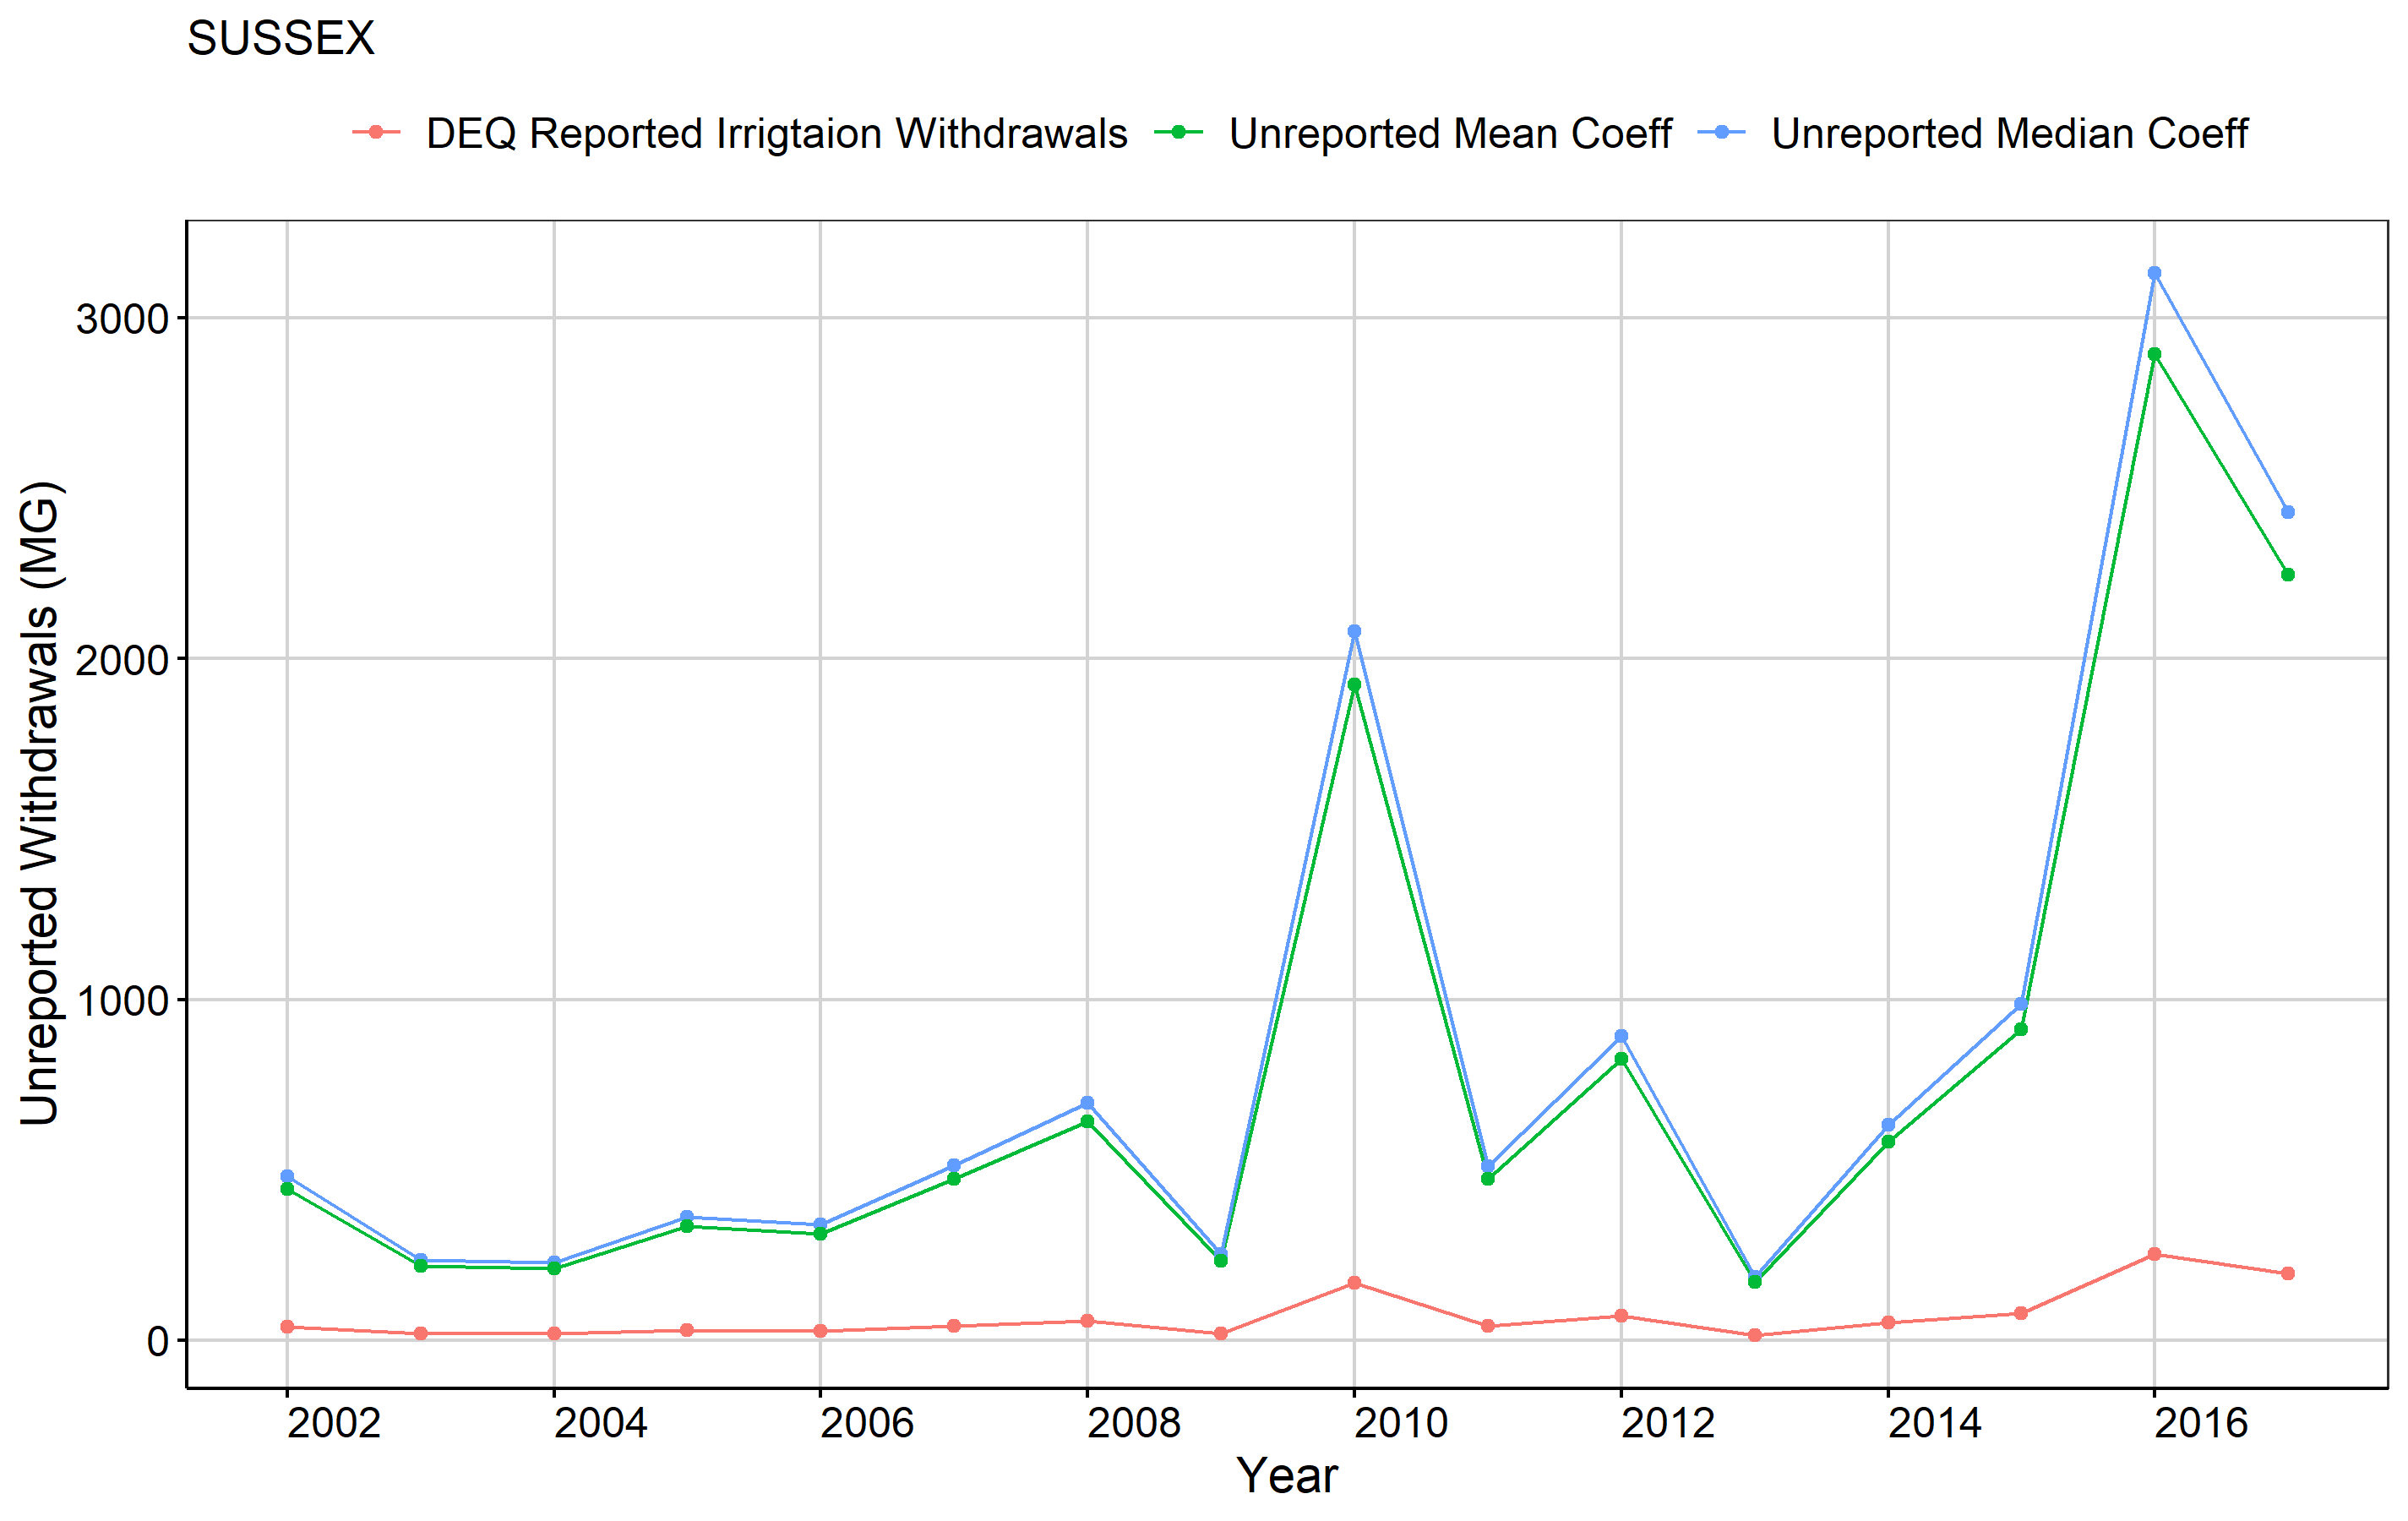 SUSSEX
DEQ Reported Irrigtaion Withdrawals Unreported Mean Coeff Unreported Median Coeff
Unreported Withdrawals (MG)
3000
2000
1000
0
2002 2004 2006 2008 2010 2012 2014 2016
Year